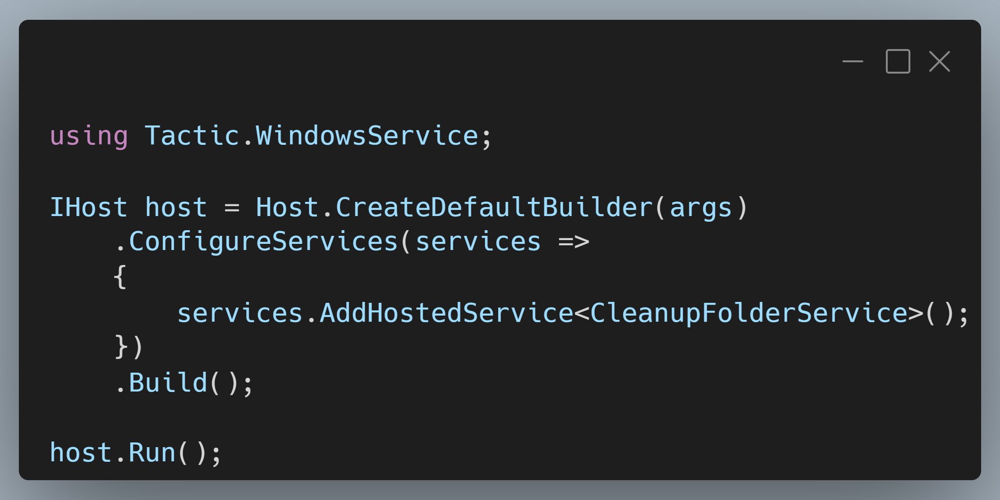 using Tactic.WindowsService;
IHost host = Host.CreateDefaultBuilder(args)
    .ConfigureServices(services =>
    {
        services.AddHostedService<CleanupFolderService>();
    })
    .Build();
host.Run();